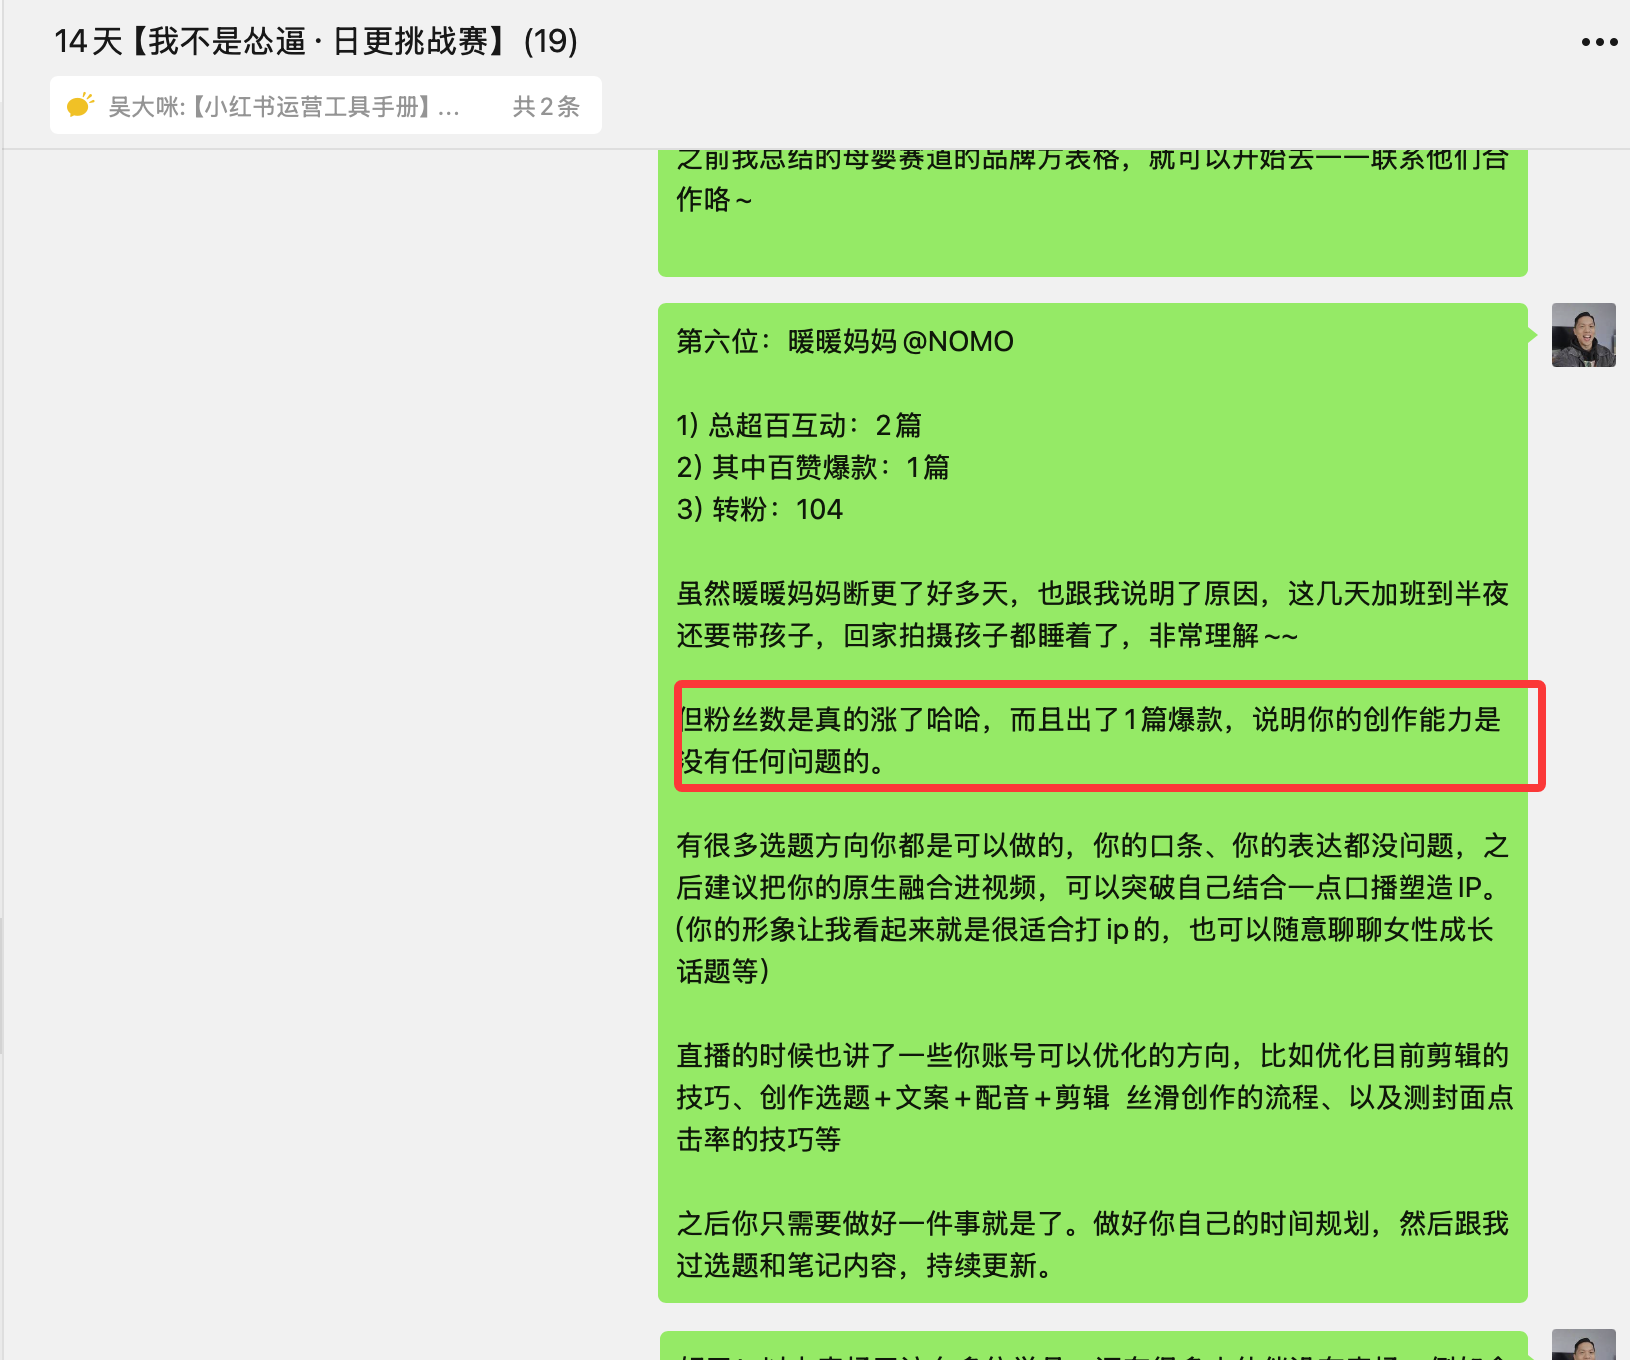 14天【我不是怂逼 · 日更挑战赛】(19)
吴大咪:【小红书运营工具手册】...
共2条
之前我总结的母婴赛道的品牌方表格，就可以开始去一一联系他们合
作咯~
第六位：暖暖妈妈@NOMO
1) 总超百互动：2篇
2) 其中百赞爆款：1篇
3) 转粉：104
虽然暖暖妈妈断更了好多天，也跟我说明了原因，这几天加班到半夜
还要带孩子，回家拍摄孩子都睡着了，非常理解~~
但粉丝数是真的涨了哈哈，而且出了1篇爆款，说明你的创作能力是
没有任何问题的。
有很多选题方向你都是可以做的，你的口条、你的表达都没问题，之
后建议把你的原生融合进视频，可以突破自己结合一点口播塑造IP。
(你的形象让我看起来就是很适合打ip的，也可以随意聊聊女性成长
话题等)
直播的时候也讲了一些你账号可以优化的方向，比如优化目前剪辑的
技巧、创作选题+文案+配音+剪辑 丝滑创作的流程、以及测封面点
击率的技巧等
之后你只需要做好一件事就是了。做好你自己的时间规划，然后跟我
过选题和笔记内容，持续更新。